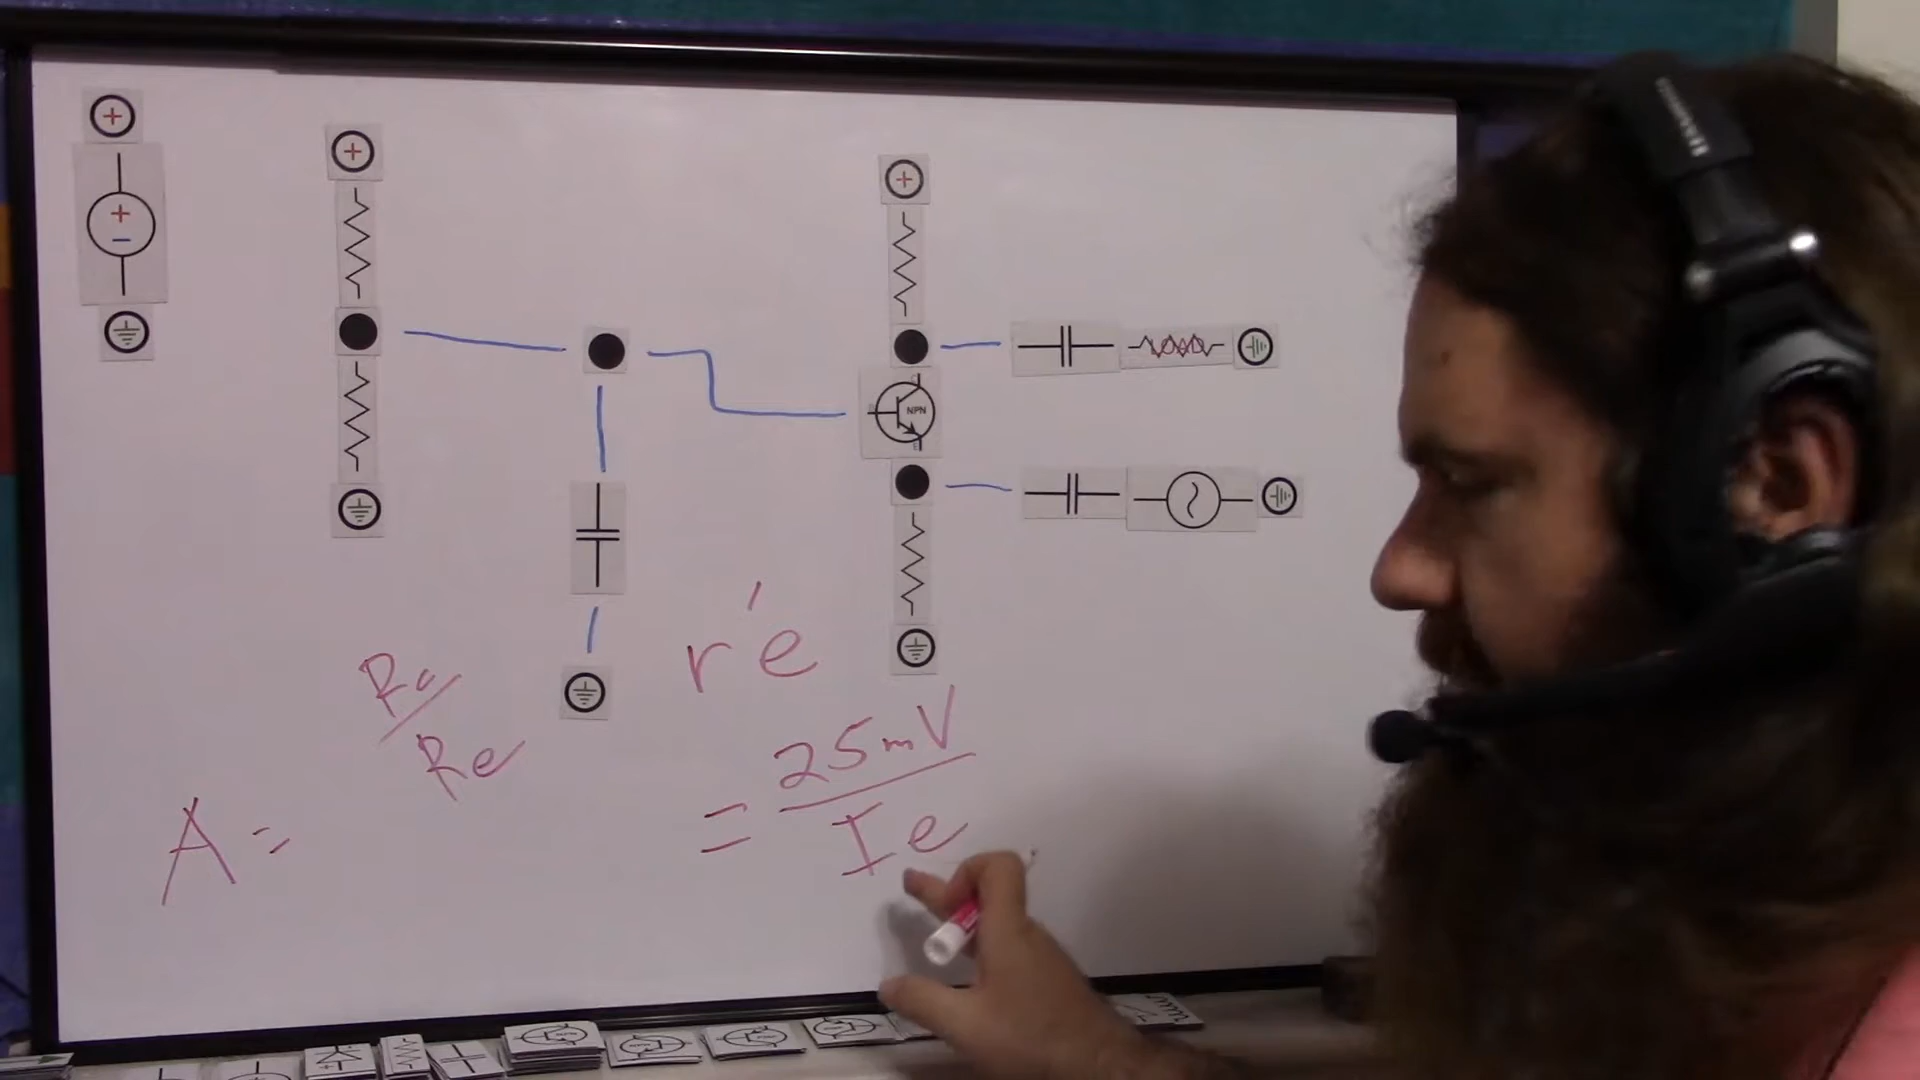 NPN
Rc
Re
A =
r'e
= 25mV
Ie